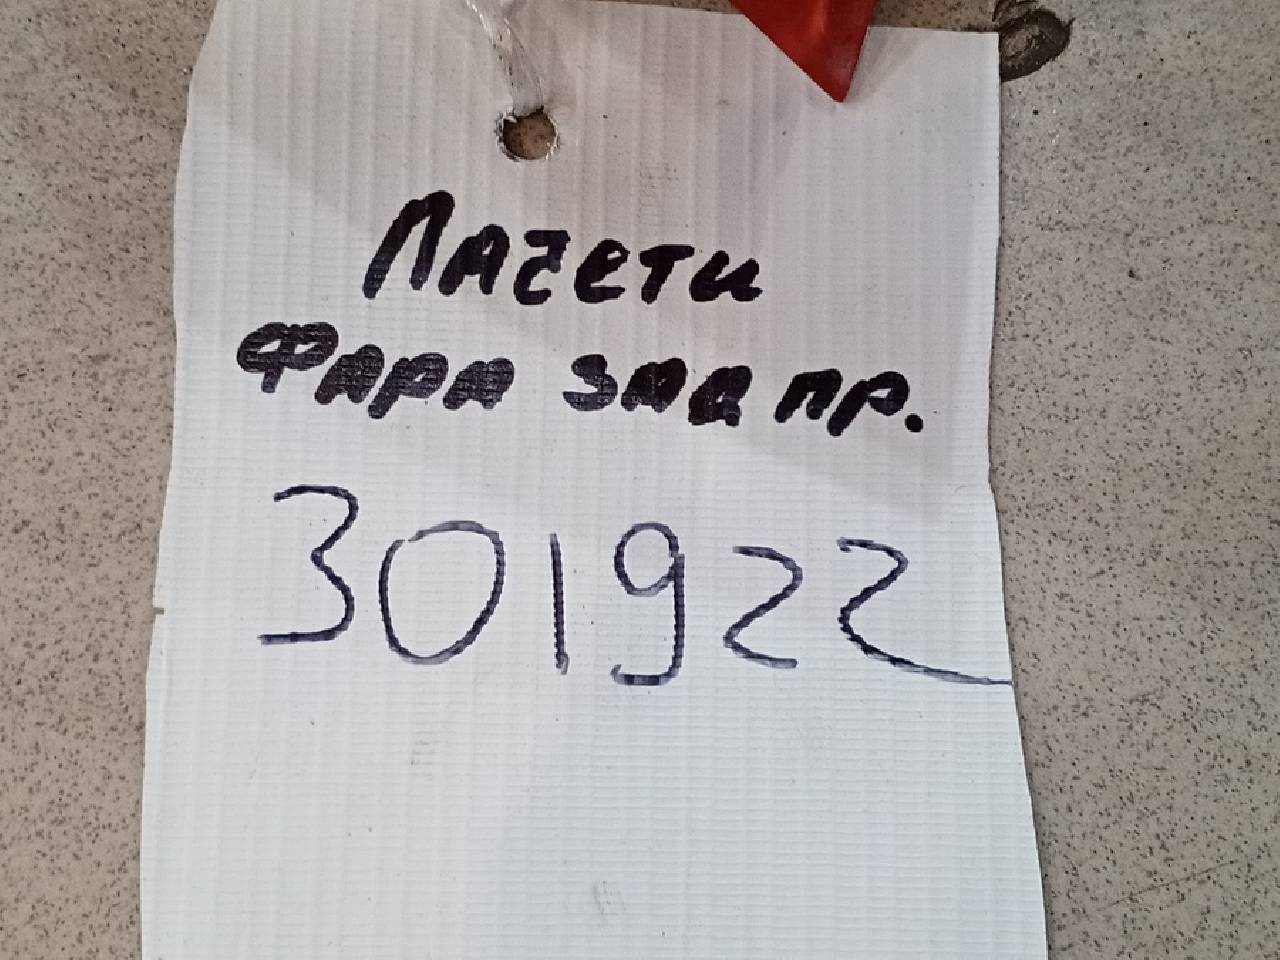 Лачети
Фара зад пр.
301922